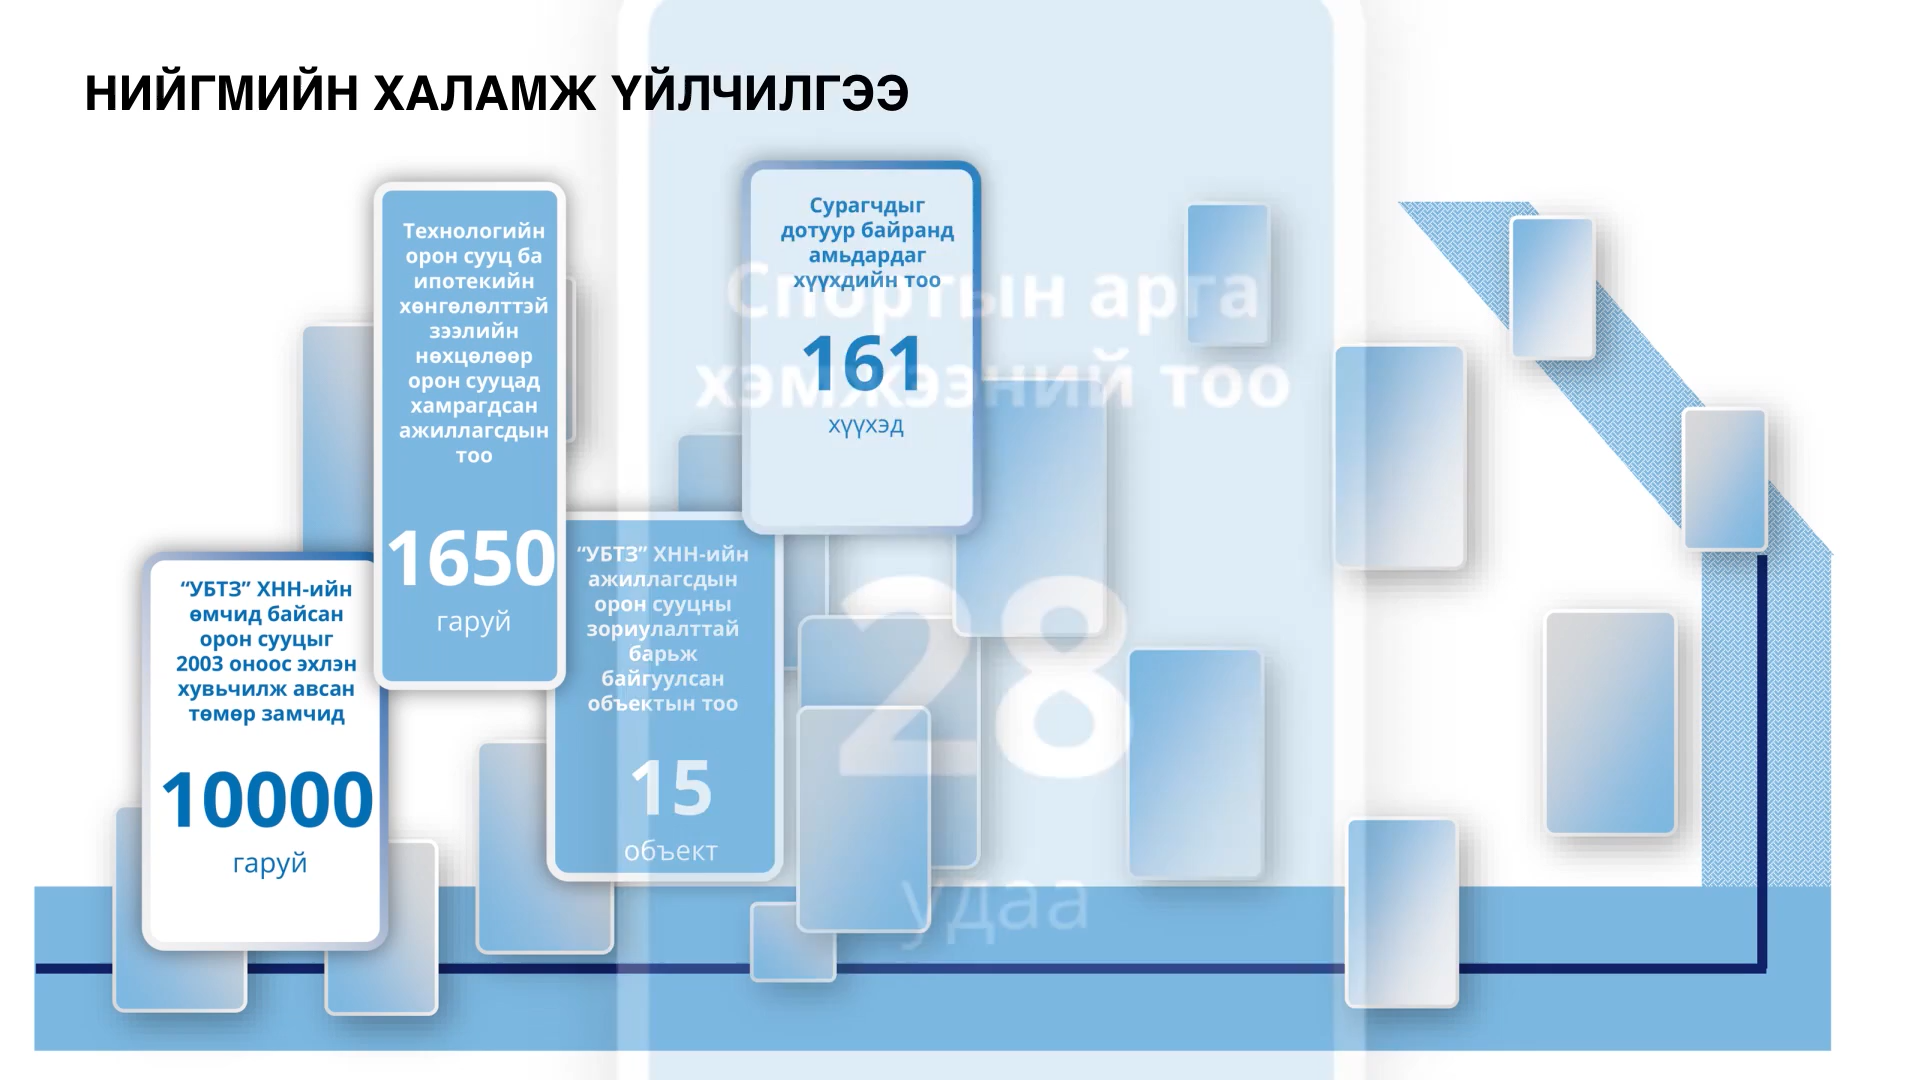 НИЙГМИЙН ХАЛАМЖ ҮЙЛЧИЛГЭЭ
“УБТЗ” ХНН-ийн
өмчид байсан
орон сууцыг
2003 оноос эхлэн
хувьчилж авсан
төмөр замчид
10000
гаруй
Технологийн
орон сууц ба
ипотекийн
хөнгөлөлттэй
зээлийн
нөхцөлөөр
орон сууцад
хамрагдсан
ажиллагсдын
тоо
1650
гаруй
“УБТЗ” ХНН-ийн
ажиллагсдын
орон сууцны
зориулалттай
барьж
байгуулсан
объектын тоо
15
объект
Сурагчдыг
дотуур байранд
амьдардаг
хүүхдийн тоо
161
хүүхэд
Спортын арга
хэмжээний тоо
28
удаа